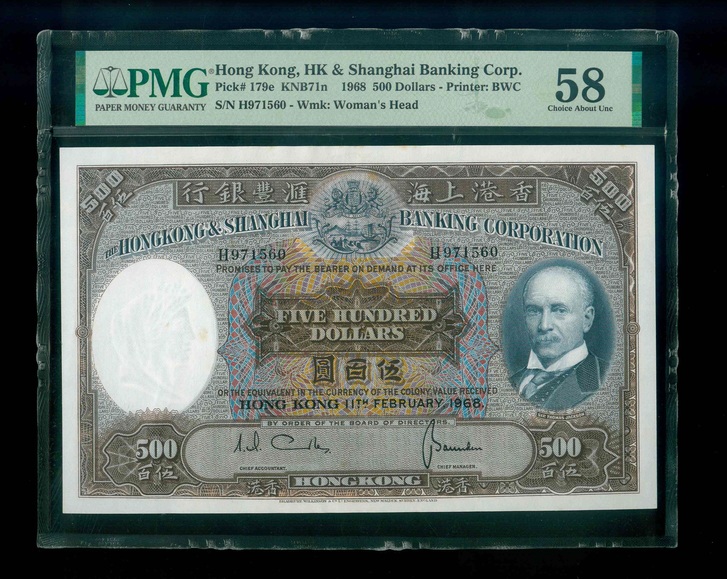 PMG
PAPER MONEY GUARANTY
Hong Kong, HK & Shanghai Banking Corp.
Pick# 179e KNB71n 1968 500 Dollars - Printer: BWC
S/N H971560 - Wmk: Woman's Head
58
Choice About Unc
500
百伍
行銀豐滙 海上港香
500
百伍
THE HONGKONG & SHANGHAI BANKING CORPORATION
H971560 H971560
PROMISES TO PAY THE BEARER ON DEMAND AT ITS OFFICE HERE
FIVE HUNDRED
DOLLARS
圓百伍
OR THE EQUIVALENT IN THE CURRENCY OF THE COLONY, VALUE RECEIVED
HONG KONG 11TH FEBRUARY 1968.
BY ORDER OF THE BOARD OF DIRECTORS,
500 500
百伍 百伍
CHIEF ACCOUNTANT. CHIEF MANAGER.
港香 HONGKONG 港香